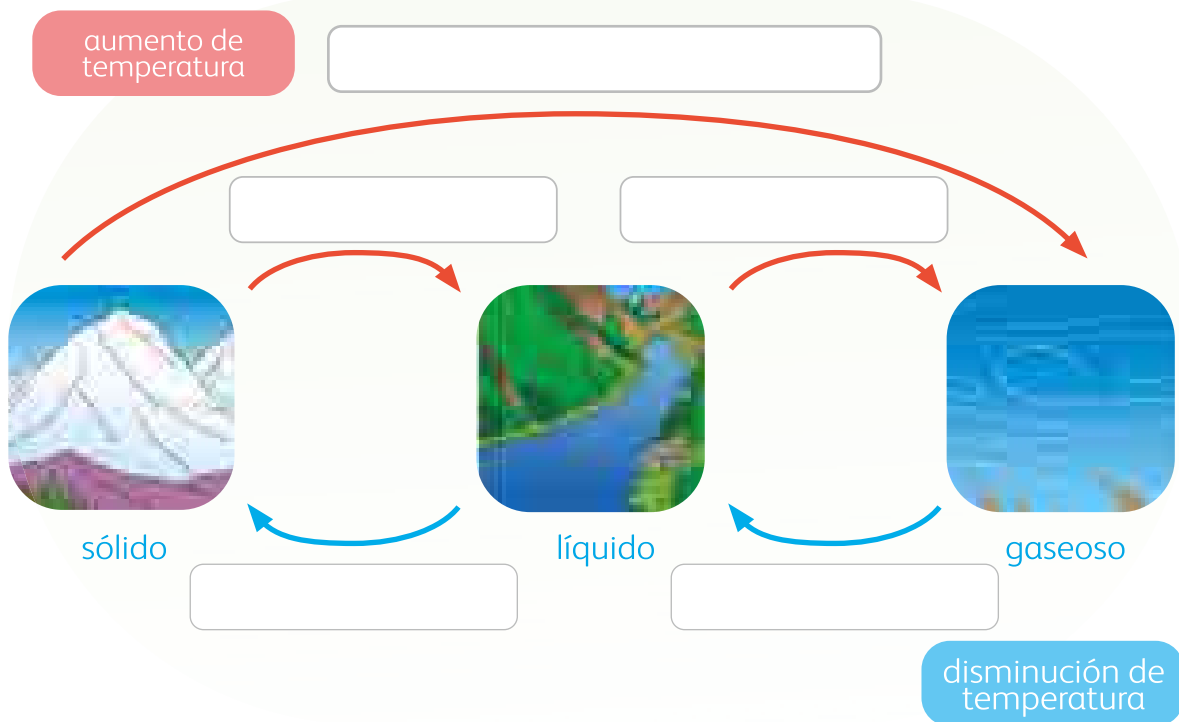 aumento de
temperatura
sólido
líquido
gaseoso
disminución de
temperatura